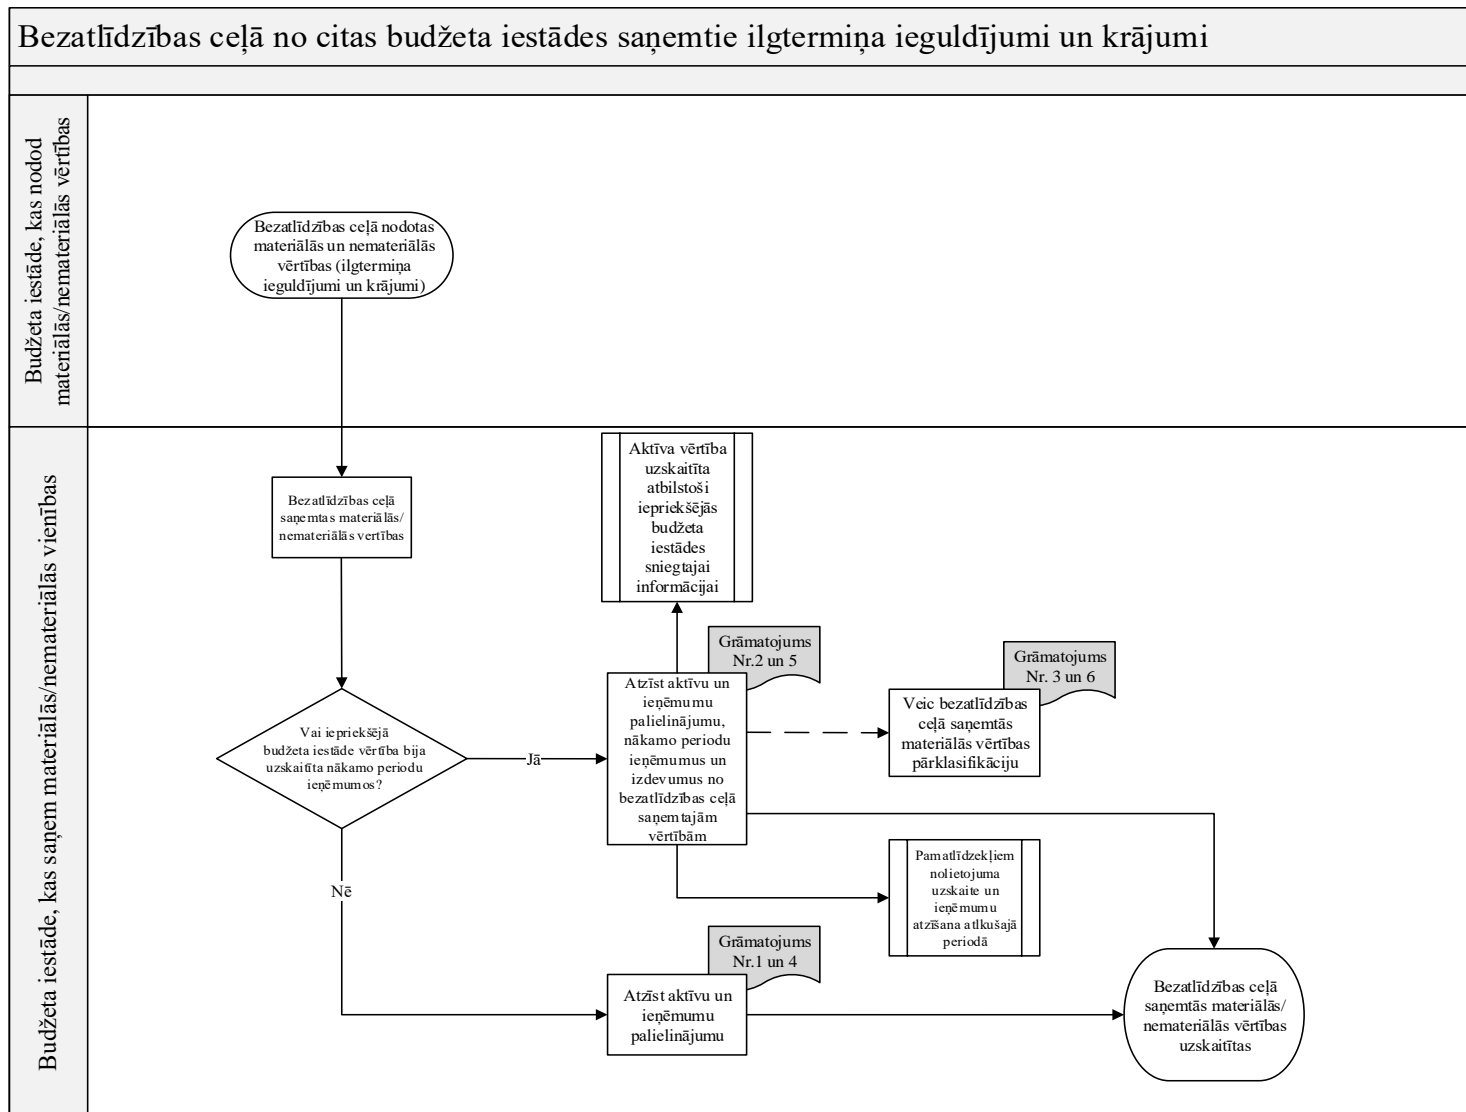 Bezatlīdzības ceļā no citas budžeta iestādes saņemtie ilgtermiņa ieguldījumi un krājumi
Budžeta iestāde, kas nodod
materiālās/nemateriālās vērtības
Bezatlīdzības ceļā nodotas
materiālās un nemateriālās
vērtības (ilgtermiņa
ieguldījumi un krājumi)
Budžeta iestāde, kas saņem materiālās/nemateriālās vienības
Bezatlīdzības ceļā
saņemtas materiālās/
nemateriālās vertības
Aktīva vērtība
uzskaitīta
atbilstoši
iepriekšējās
budžeta
iestādes
sniegtajai
informācijai
Grāmatojums
Nr.2 un 5
Grāmatojums
Nr. 3 un 6
Vai iepriekšējā
budžeta iestāde vērtība bija
uzskaitīta nākamo periodu
ieņēmumos?
Jā
Atzīst aktīvu un
ieņēmumu
palielinājumu,
nākamo periodu
ieņēmumus un
izdevumus no
bezatlīdzības ceļā
saņemtajām
vērtībām
Veic bezatlīdzības
ceļā saņemtās
materiālās vērtības
pārklasifikāciju
Pamatlīdzekļiem
nolietojuma
uzskaite un
ieņēmumu
atzīšana atlkušajā
periodā
Nē
Grāmatojums
Nr.1 un 4
Atzīst aktīvu un
ieņēmumu
palielinājumu
Bezatlīdzības ceļā
saņemtās materiālās/
nemateriālās vērtības
uzskaitītas